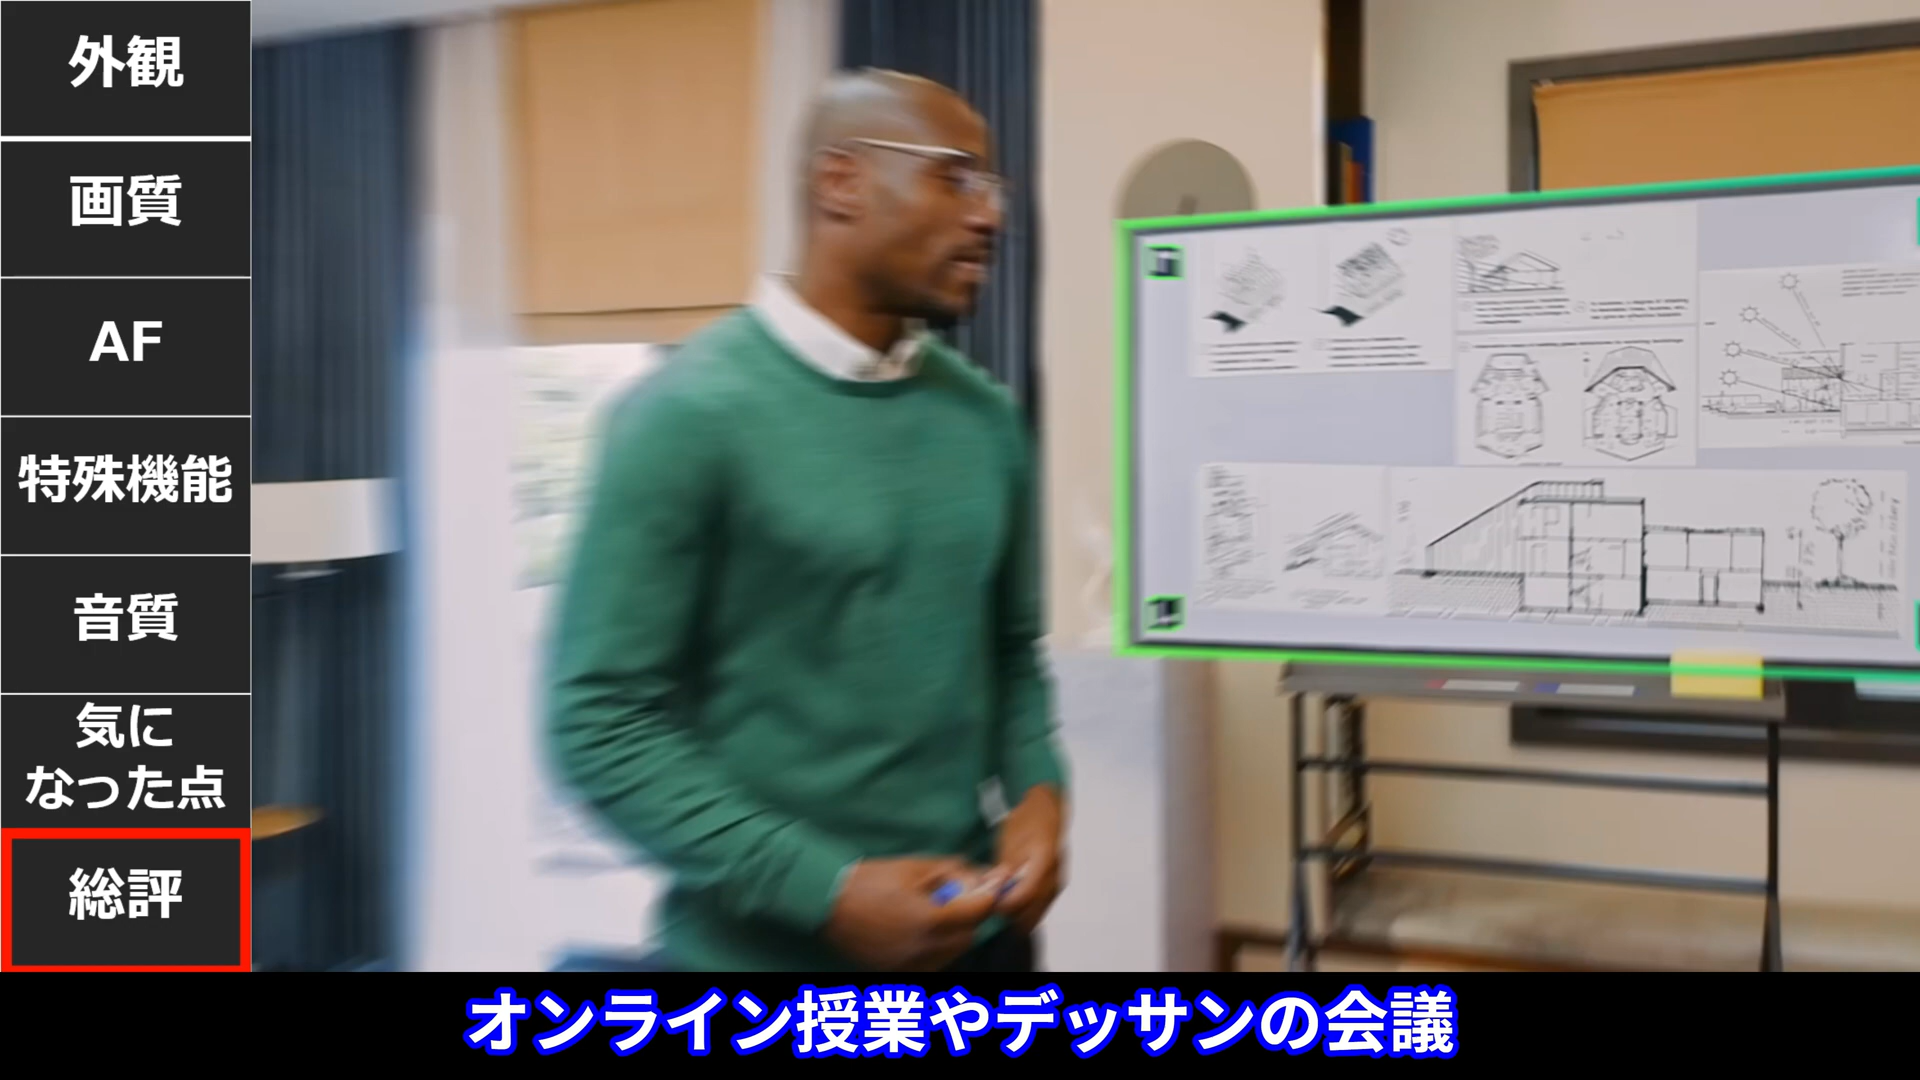 外観
画質
AF
特殊機能
音質
気に
なった点
総評
オンライン授業やデッサンの会議